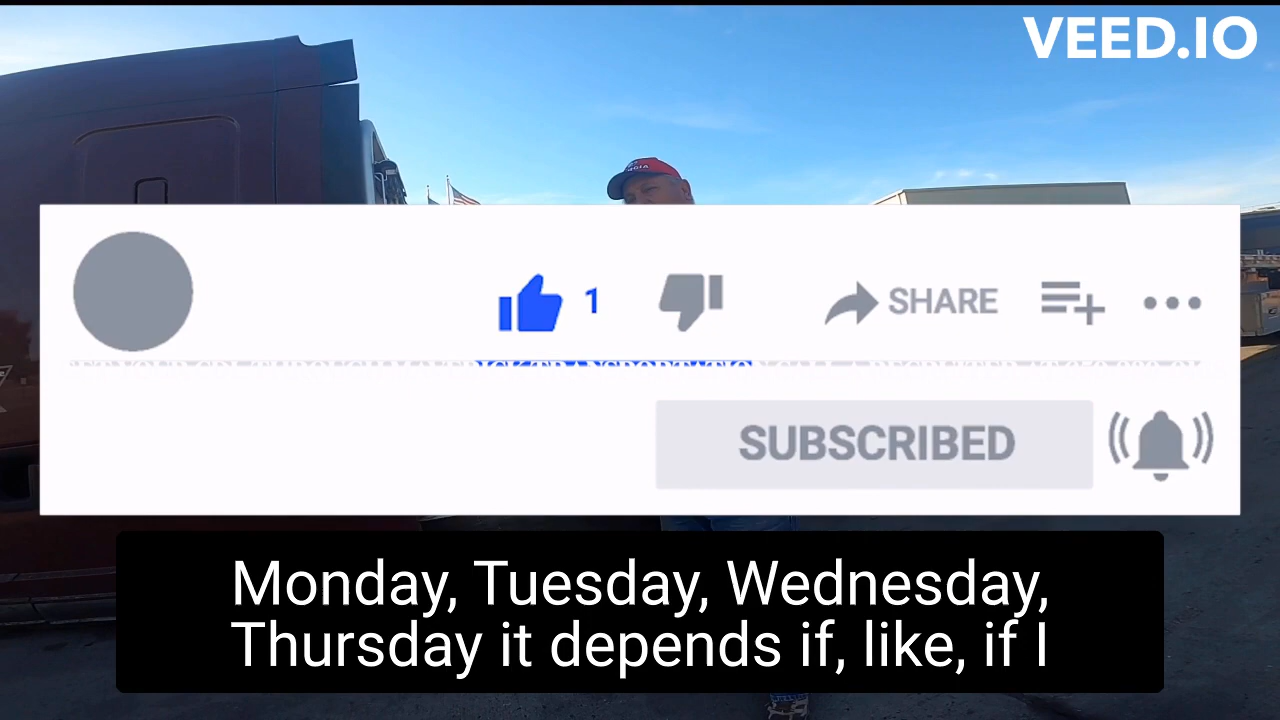 VEED.IO
1
SHARE
SUBSCRIBED
Monday, Tuesday, Wednesday,
Thursday it depends if, like, if I